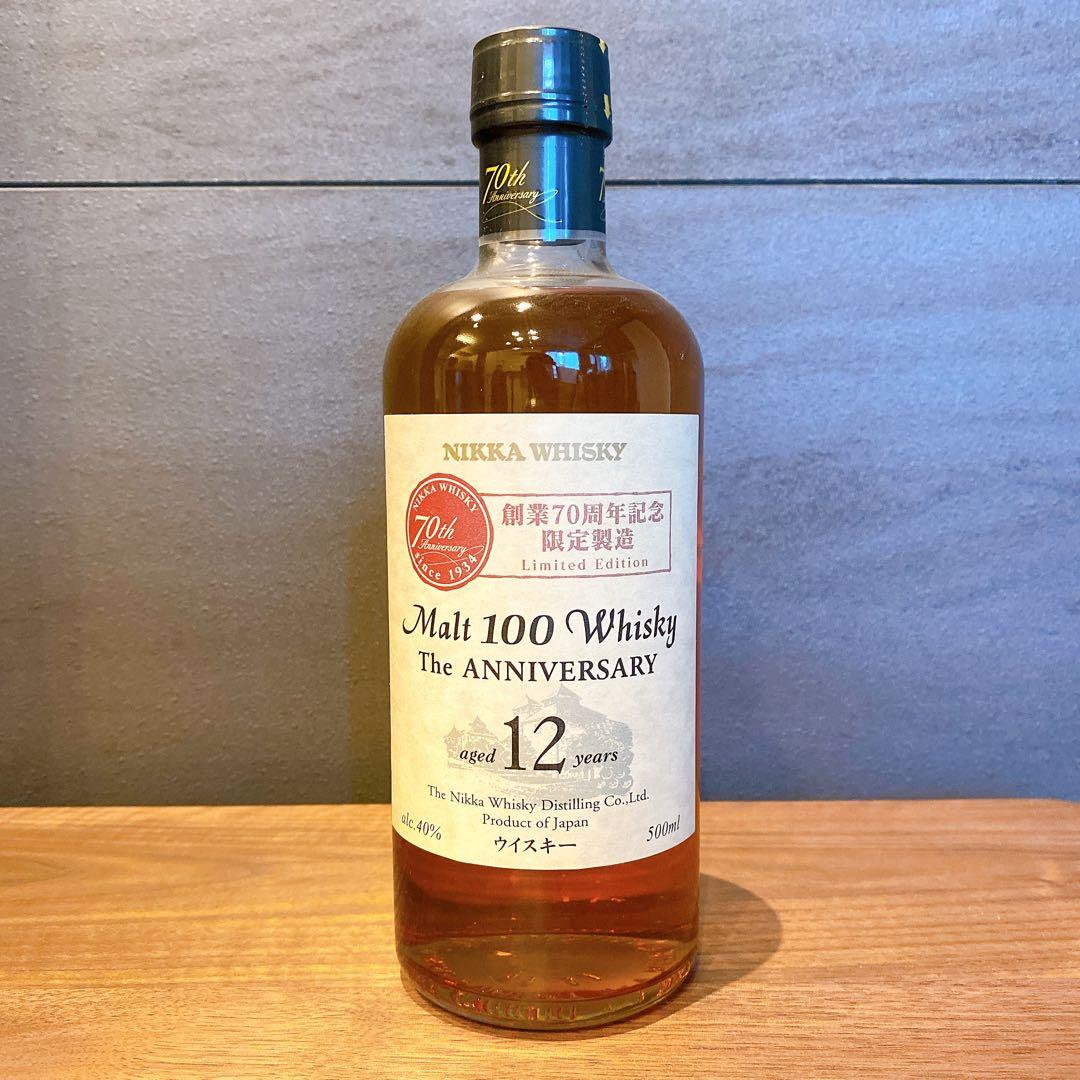 70th
Anniversary
NIKKA WHISKY
NIKKA WHISKY
70th
Anniversary
since 1934
創業70周年記念
限定製造
Limited Edition
Malt 100 Whisky
The ANNIVERSARY
aged 12 years
The Nikka Whisky Distilling Co.,Ltd.
Product of Japan
alc.40%
ウイスキー
500ml